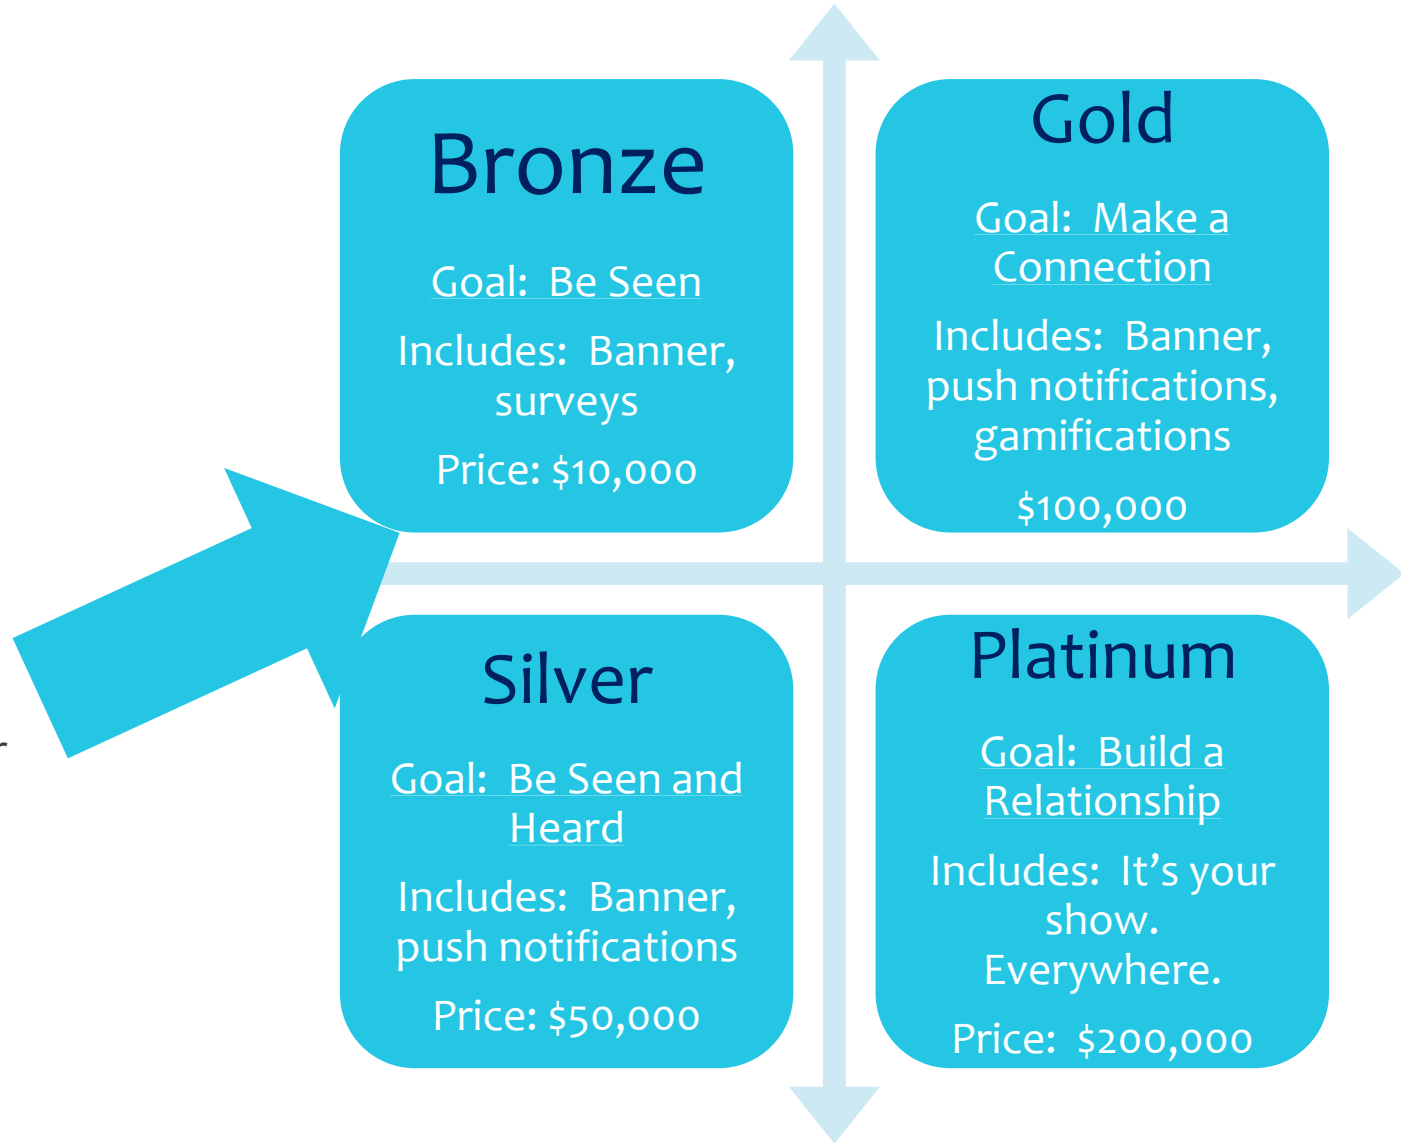 Bronze
Goal: Be Seen
Includes: Banner,
surveys
Price: $10,000
Gold
Goal: Make a
Connection
Includes: Banner,
push notifications,
gamifications
$100,000
Silver
Goal: Be Seen and
Heard
Includes: Banner,
push notifications
Price: $50,000
Platinum
Goal: Build a
Relationship
Includes: It’s your
show.
Everywhere.
Price: $200,000